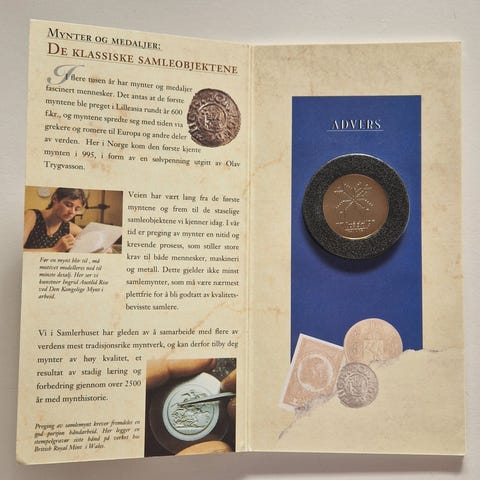 MYNTER OG MEDALJER:
DE KLASSISKE SAMLEOBJEKTENE
I flere tusen år har mynter og medaljer
fascinert mennesker. Det antas at de første
myntene ble preget i Lilleasia rundt år 600
f.kr., og myntene spredte seg med tiden via
grekere og romere til Europa og andre deler
av verden. Her i Norge kom den første kjente
mynten i 995, i form av en sølvpenning utgitt av Olav
Trygvasson.
Veien har vært lang fra de første
myntene og frem til de staselige
samleobjektene vi kjenner idag. I vår
tid er preging av mynter en nitid og
krevende prosess, som stiller store
krav til både mennesker, maskineri
og metall. Dette gjelder ikke minst
samlemynter, som må være nærmest
plettfrie for å bli godtatt av kvalitets-
bevisste samlere.
Før en mynt blir til , må
motivet modelleres ned til
minste detalj. Her ser vi
kunstner Ingrid Austlid Rise
ved Den Kongelige Mynt i
arbeid.
Vi i Samlerhuset har gleden av å samarbeide med flere av
verdens mest tradisjonsrike myntverk, og kan derfor tilby deg
mynter av høy kvalitet, et
resultat av stadig læring og
forbedring gjennom over 2500
år med mynthistorie.
Preging av samlemynt krever fremdeles en
god porsjon håndarbeid. Her legger en
stempelgravør siste hånd på verket hos
British Royal Mint i Wales.
ADVERS